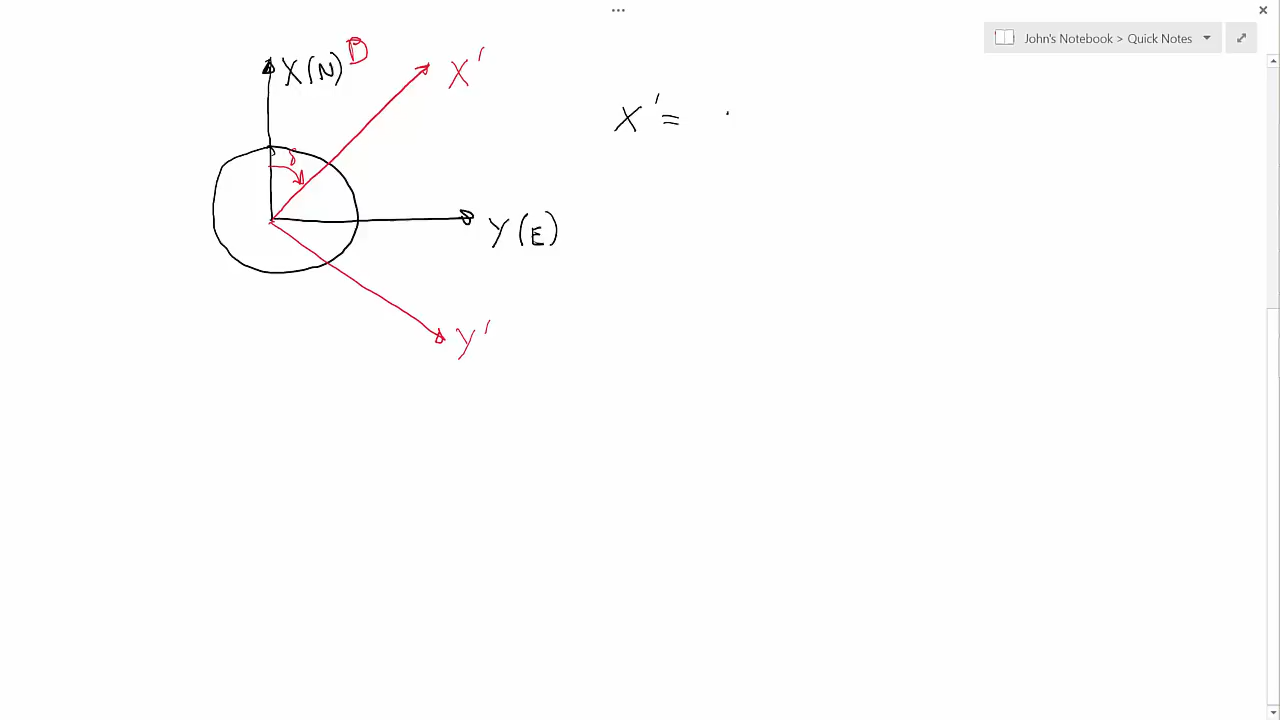 John's Notebook > Quick Notes
X(N) D
X'
X' =
δ
Y(E)
Y'